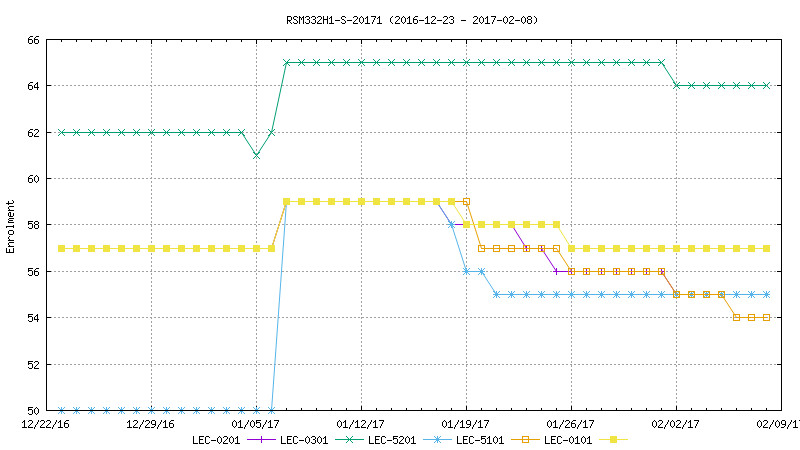 RSM332H1-S-20171 (2016-12-23 - 2017-02-08)
66
64
62
60
58
56
54
52
50
Enrolment
12/22/16 12/29/16 01/05/17 01/12/17 01/19/17 01/26/17 02/02/17 02/09/1
LEC-0201 LEC-0301 LEC-5201 LEC-5101 LEC-0101